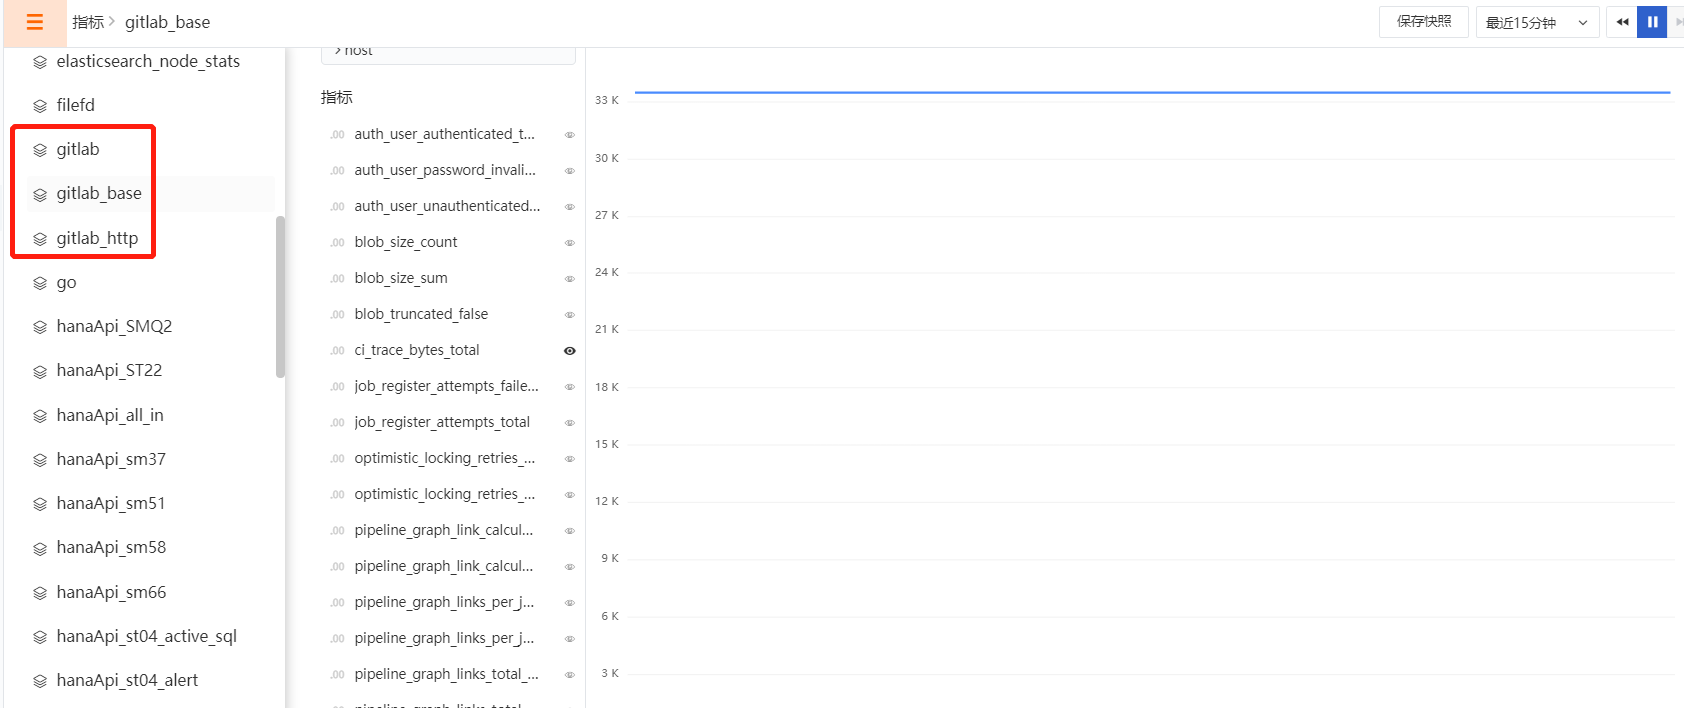 指标 > gitlab_base
保存快照
最近15分钟
elasticsearch_node_stats
filefd
gitlab
gitlab_base
gitlab_http
go
hanaApi_SMQ2
hanaApi_ST22
hanaApi_all_in
hanaApi_sm37
hanaApi_sm51
hanaApi_sm58
hanaApi_sm66
hanaApi_st04_active_sql
hanaApi_st04_alert
> host
指标
.00 auth_user_authenticated_t...
.00 auth_user_password_invali...
.00 auth_user_unauthenticated...
.00 blob_size_count
.00 blob_size_sum
.00 blob_truncated_false
.00 ci_trace_bytes_total
.00 job_register_attempts_faile...
.00 job_register_attempts_total
.00 optimistic_locking_retries_...
.00 optimistic_locking_retries_...
.00 pipeline_graph_link_calcul...
.00 pipeline_graph_link_calcul...
.00 pipeline_graph_links_per_j...
.00 pipeline_graph_links_per_j...
.00 pipeline_graph_links_total_...
33 K
30 K
27 K
24 K
21 K
18 K
15 K
12 K
9 K
6 K
3 K